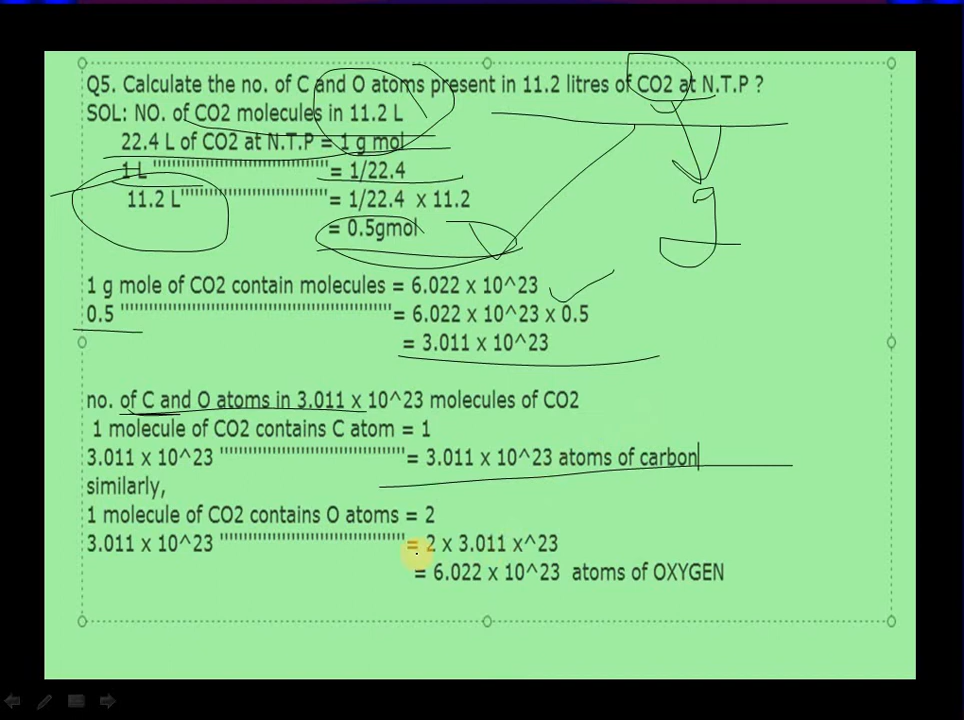 Q5. Calculate the no. of C and O atoms present in 11.2 litres of CO2 at N.T.P ?
SOL: NO. of CO2 molecules in 11.2 L
22.4 L of CO2 at N.T.P = 1 g mol
1 L """""""""""""""" = 1/22.4
11.2 L""""""""""""""" = 1/22.4 x 11.2
= 0.5gmol
1 g mole of CO2 contain molecules = 6.022 x 10^23
0.5 """""""""""""""""""""""""""" = 6.022 x 10^23 x 0.5
= 3.011 x 10^23
no. of C and O atoms in 3.011 x 10^23 molecules of CO2
1 molecule of CO2 contains C atom = 1
3.011 x 10^23 """"""""""""""""""" = 3.011 x 10^23 atoms of carbon
similarly,
1 molecule of CO2 contains O atoms = 2
3.011 x 10^23 """"""""""""""""""" = 2 x 3.011 x^23
= 6.022 x 10^23 atoms of OXYGEN